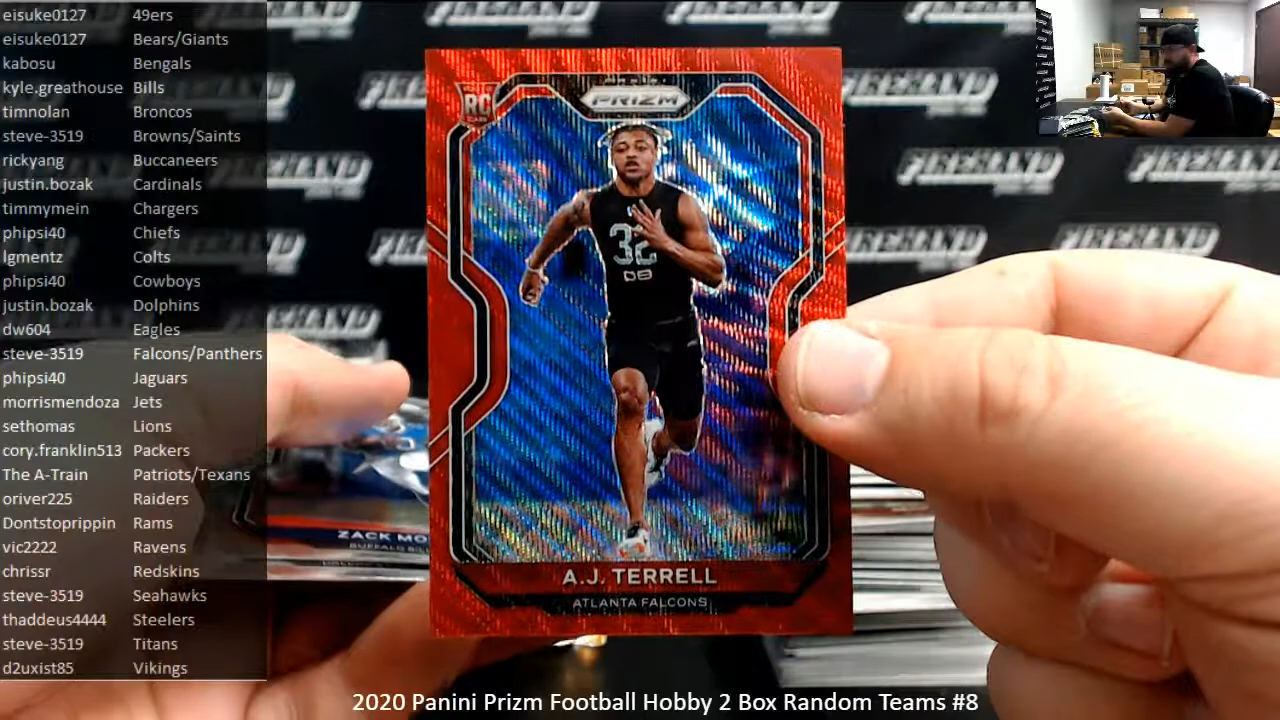 eisuke0127 49ers
eisuke0127 Bears/Giants
kabosu Bengals
kyle.greathouse Bills
timnolan Broncos
steve-3519 Browns/Saints
rickyang Buccaneers
justin.bozak Cardinals
timmymein Chargers
phipsi40 Chiefs
lgmentz Colts
phipsi40 Cowboys
justin.bozak Dolphins
dw604 Eagles
steve-3519 Falcons/Panthers
phipsi40 Jaguars
morrismendoza Jets
sethomas Lions
cory.franklin513 Packers
The A-Train Patriots/Texans
oriver225 Raiders
Dontstoprippin Rams
vic2222 Ravens
chrissr Redskins
steve-3519 Seahawks
thaddeus4444 Steelers
steve-3519 Titans
d2uxist85 Vikings
RC
PRIZM
32
DB
A.J. TERRELL
ATLANTA FALCONS
ZACK MO
BUFFALO BIL
FIREHAND
FIREHAND
FIREHAND
FIREHAND
2020 Panini Prizm Football Hobby 2 Box Random Teams #8